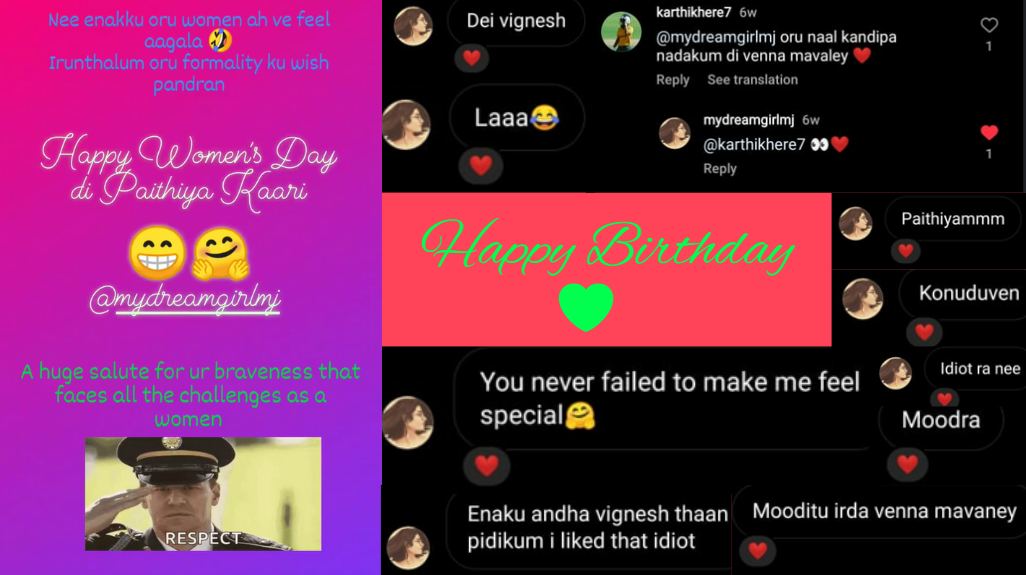 Nee enakku oru women ah ve feel
aagala 🤣
Irunthalum oru formality ku wish
pandran
Happy Women's Day
di Paithiya Kaari
😁🤗
@mydreamgirlmj
A huge salute for ur braveness that
faces all the challenges as a
women
RESPECT
Dei vignesh
❤️
Laaa😂
❤️
karthikhere7 6w
@mydreamgirlmj oru naal kandipa
nadakum di venna mavaley ❤️
1
Reply See translation
mydreamgirlmj 6w
@karthikhere7 👀❤️
1
Reply
Happy Birthday
💚
Paithiyammm
❤️
Konuduven
❤️
You never failed to make me feel
special🤗
❤️
Idiot ra nee
❤️
Moodra
❤️
Enaku andha vignesh thaan
pidikum i liked that idiot
Mooditu irda venna mavaney
❤️